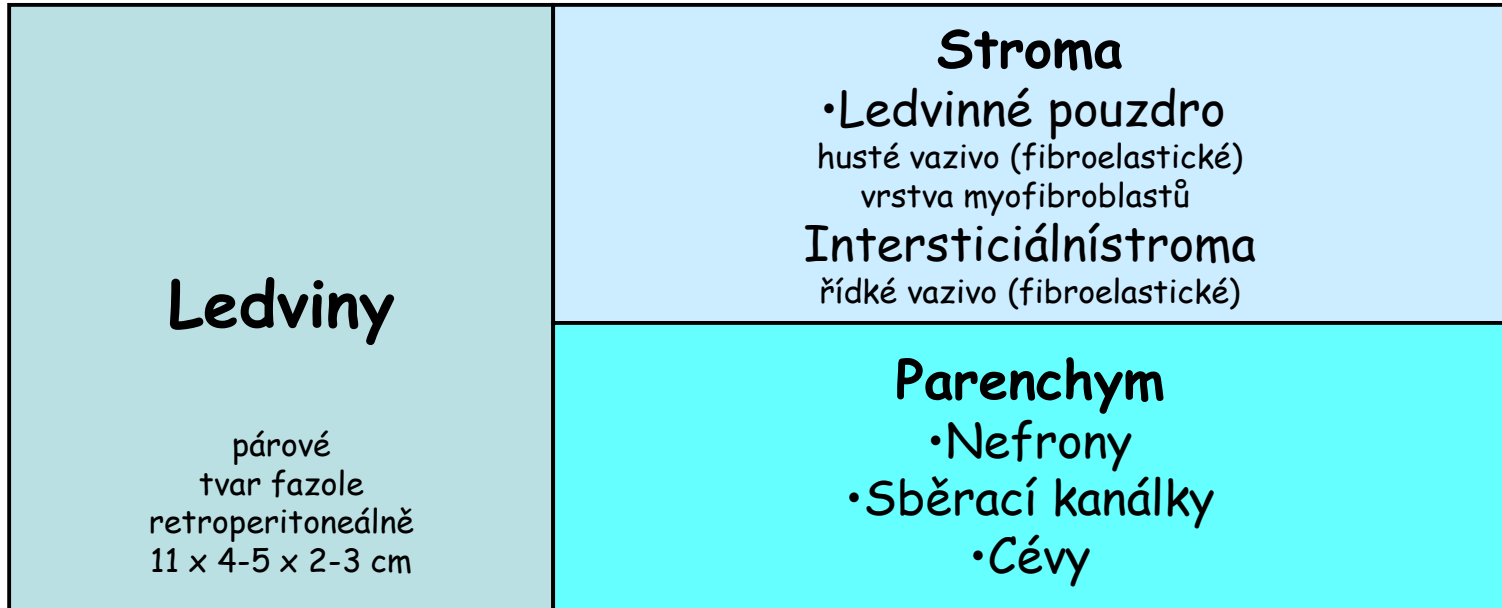 Ledviny
párové
tvar fazole
retroperitoneálně
11 x 4-5 x 2-3 cm
Stroma
•Ledvinné pouzdro
husté vazivo (fibroelastické)
vrstva myofibroblastů
Intersticiálnístroma
řídké vazivo (fibroelastické)
Parenchym
•Nefrony
•Sběrací kanálky
•Cévy